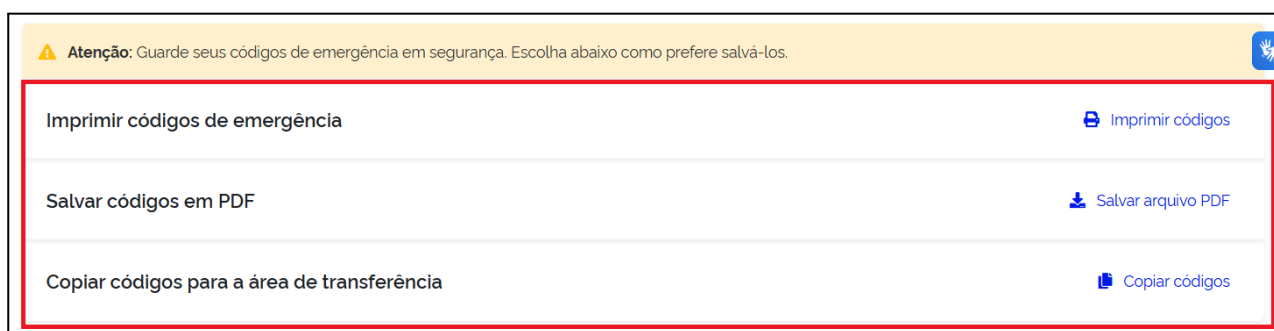 Atenção: Guarde seus códigos de emergência em segurança. Escolha abaixo como prefere salvá-los.
Imprimir códigos de emergência
Imprimir códigos
Salvar códigos em PDF
Salvar arquivo PDF
Copiar códigos para a área de transferência
Copiar códigos